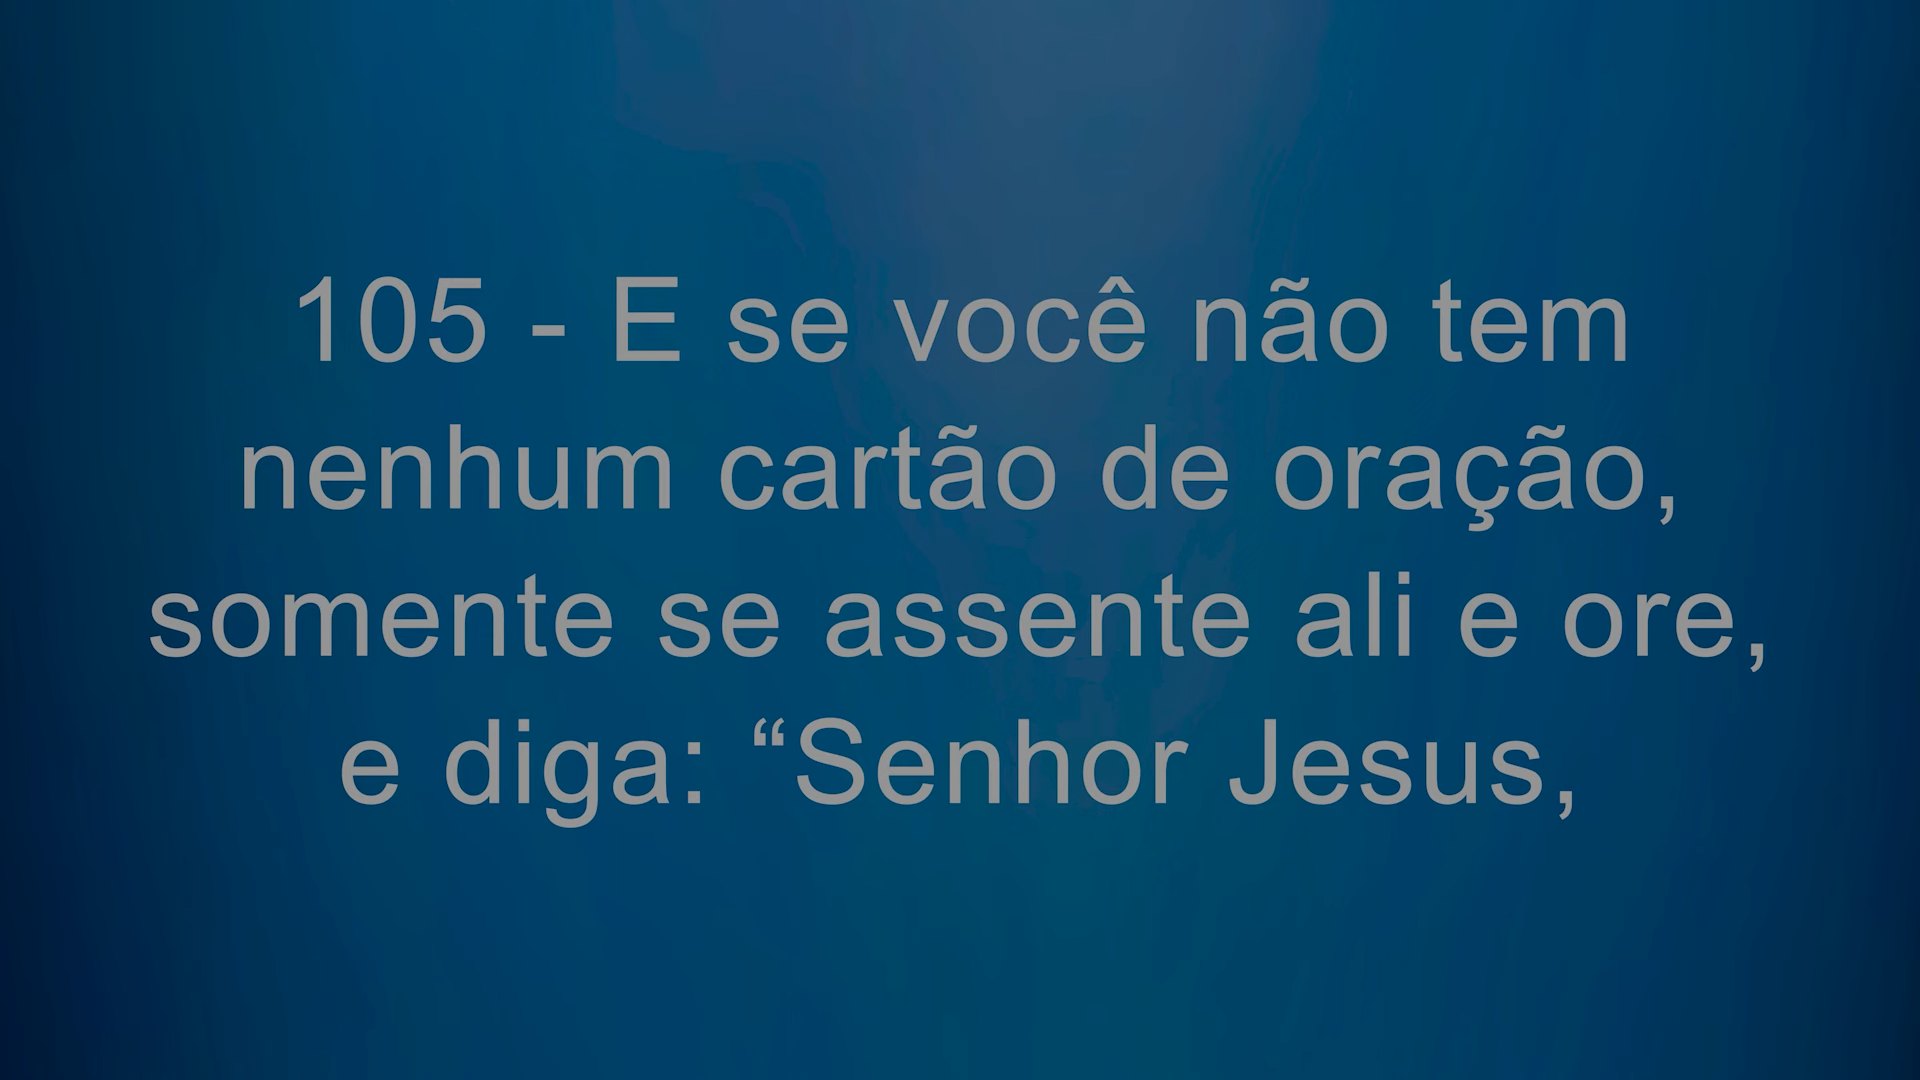 105 - E se você não tem
nenhum cartão de oração,
somente se assente ali e ore,
e diga: “Senhor Jesus,